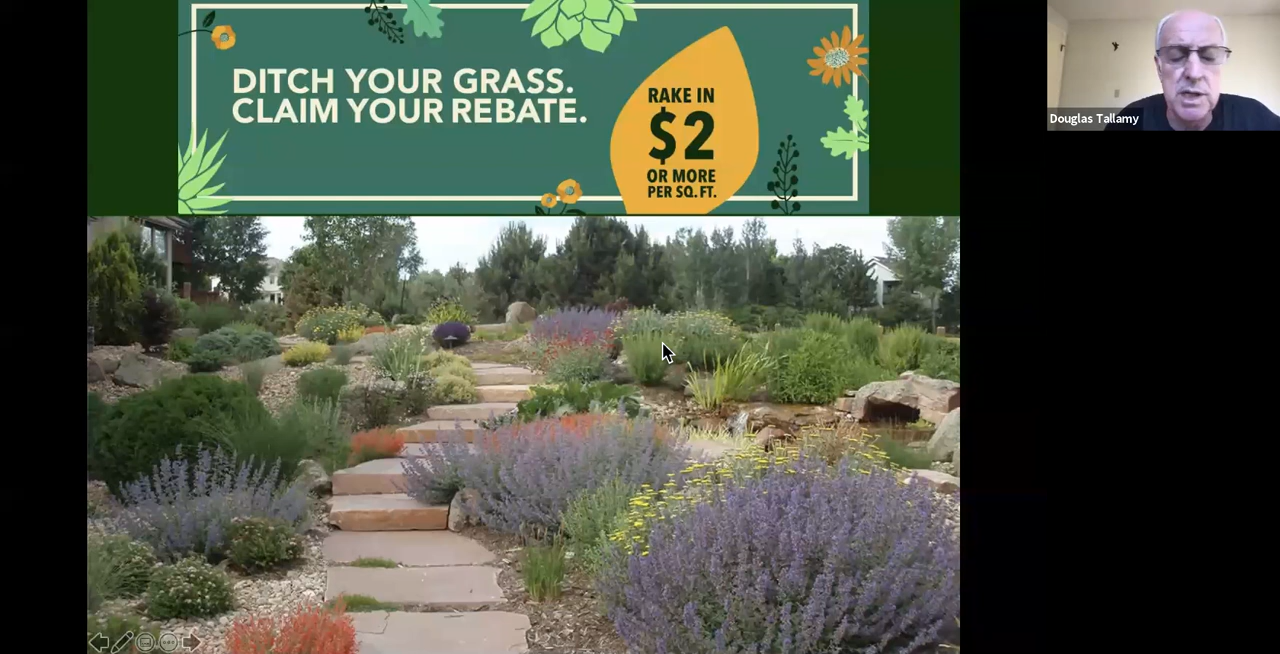 DITCH YOUR GRASS.
CLAIM YOUR REBATE.
RAKE IN
$2
OR MORE
PER SQ. FT.
Douglas Tallamy